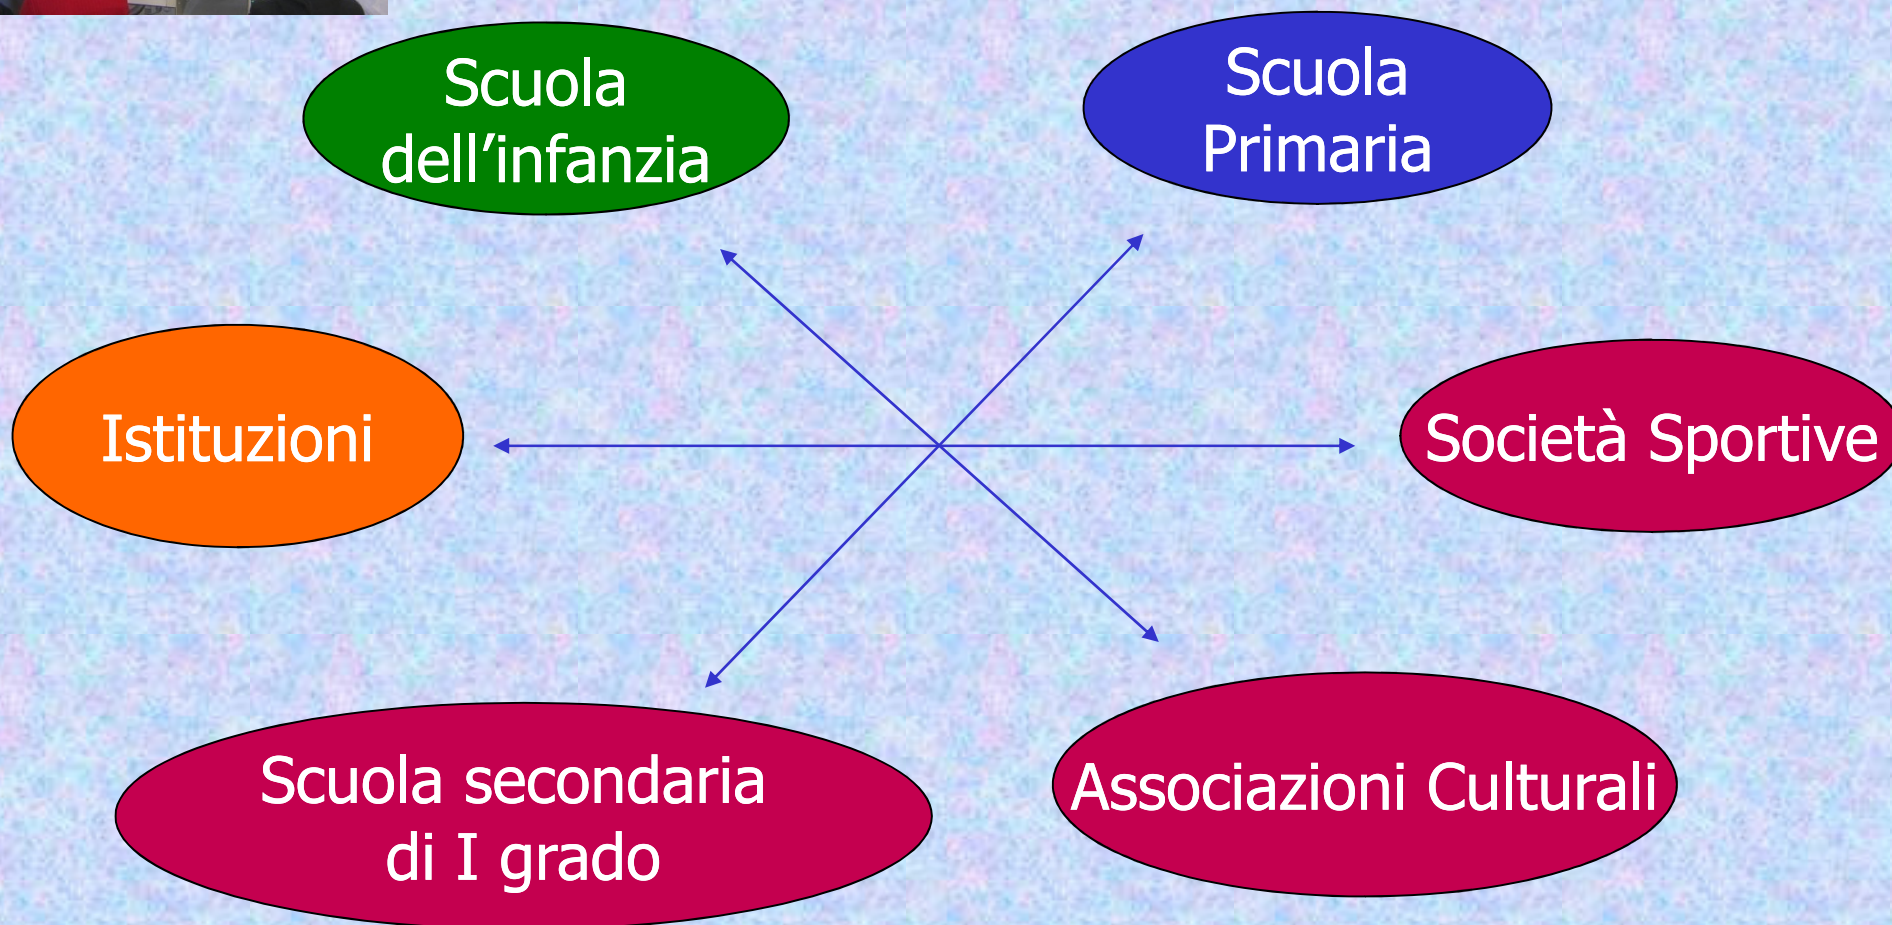 Scuola
dell’infanzia
Scuola
Primaria
Istituzioni
Società Sportive
Scuola secondaria
di I grado
Associazioni Culturali